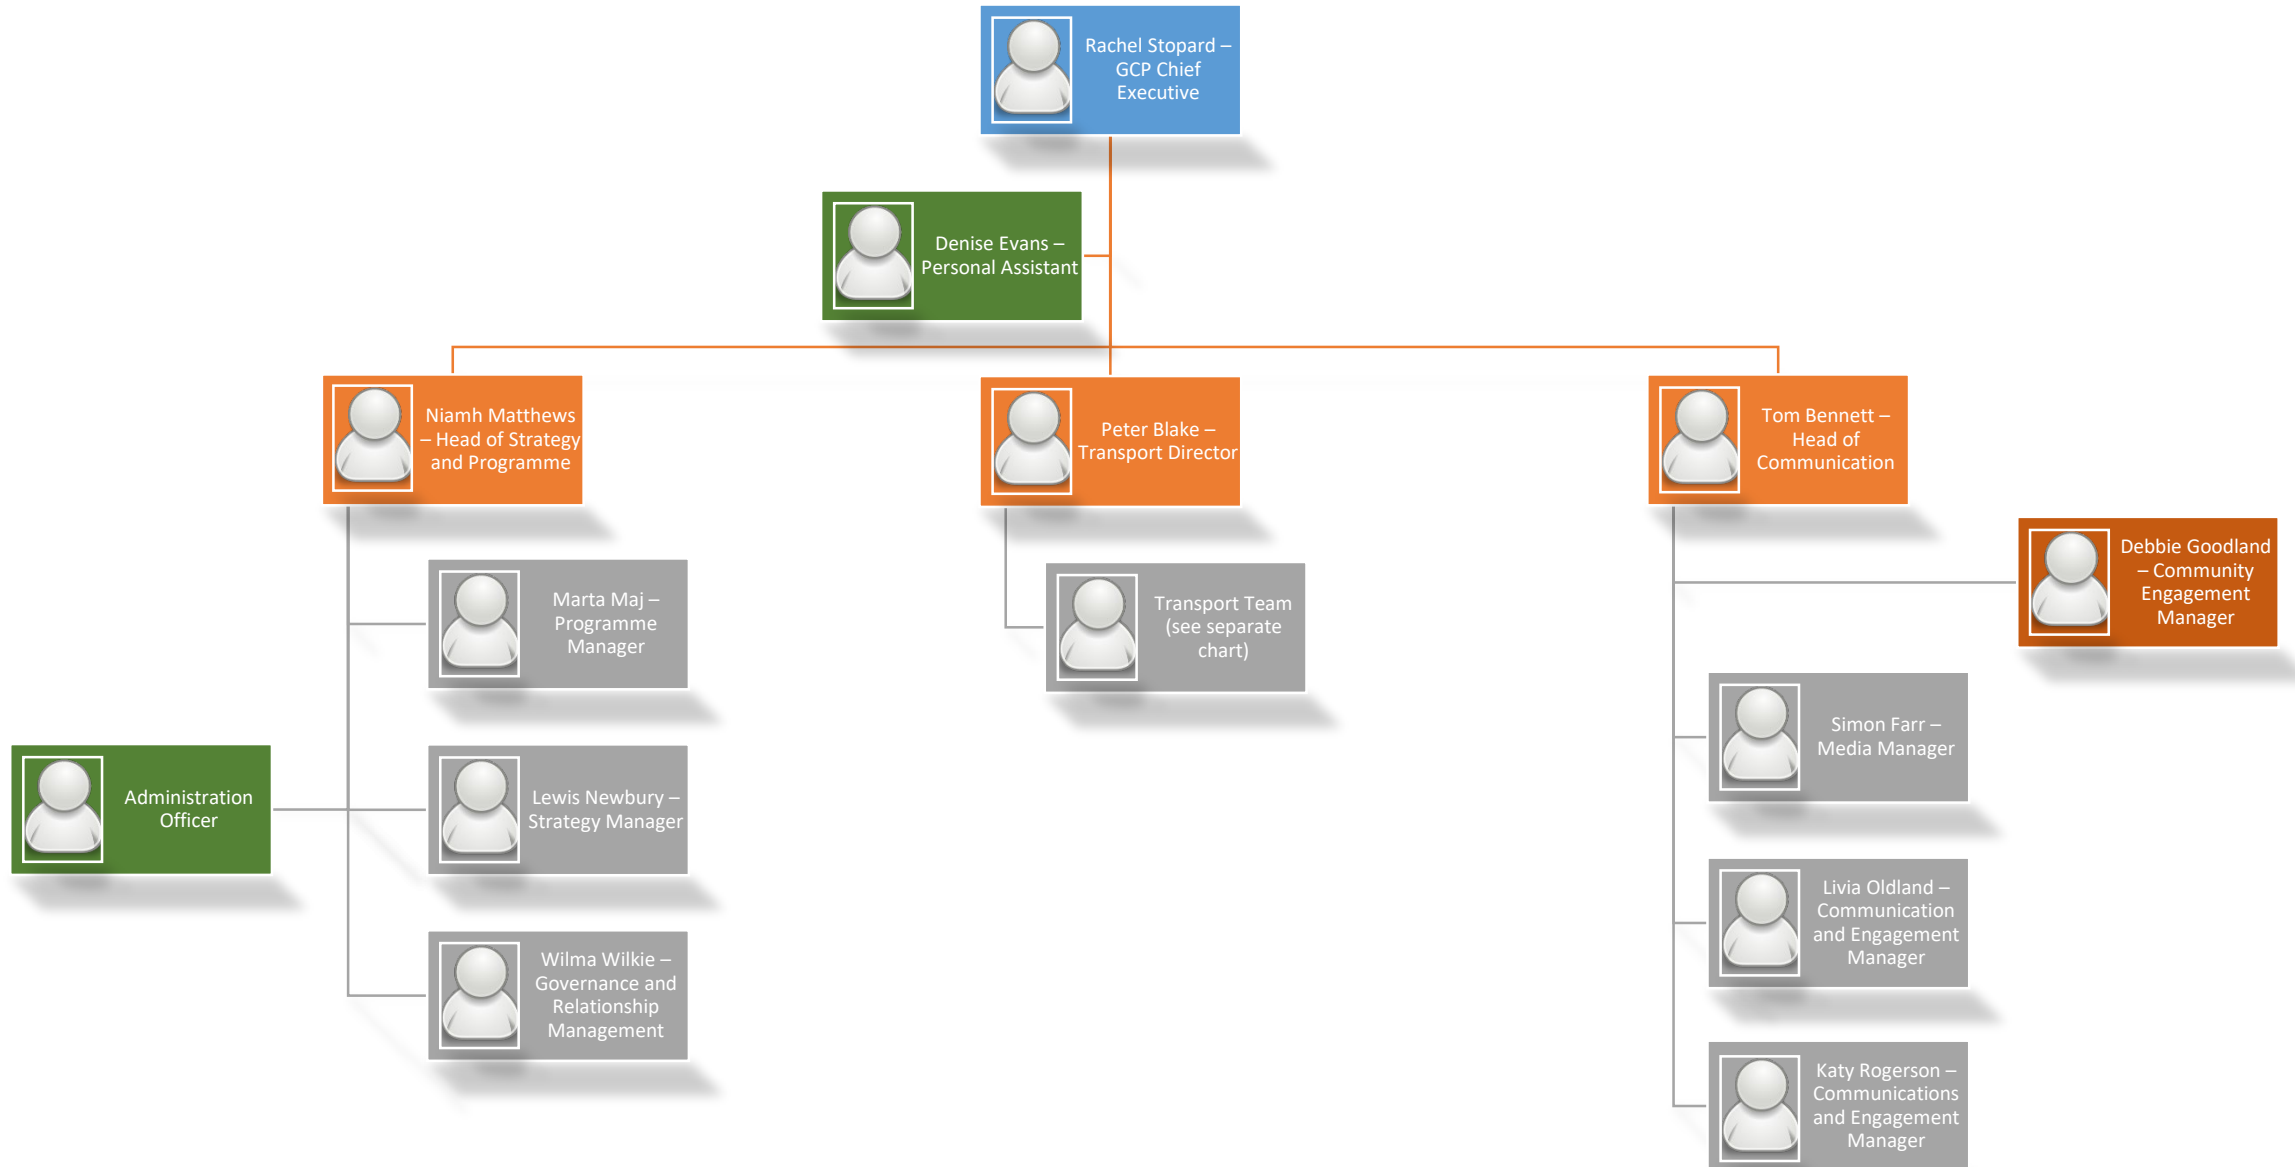 Rachel Stopard –
GCP Chief
Executive
Denise Evans –
Personal Assistant
Niamh Matthews
– Head of Strategy
and Programme
Peter Blake –
Transport Director
Tom Bennett –
Head of
Communication
Debbie Goodland
– Community
Engagement
Manager
Marta Maj –
Programme
Manager
Transport Team
(see separate
chart)
Simon Farr –
Media Manager
Administration
Officer
Lewis Newbury –
Strategy Manager
Livia Oldland –
Communication
and Engagement
Manager
Wilma Wilkie –
Governance and
Relationship
Management
Katy Rogerson –
Communications
and Engagement
Manager